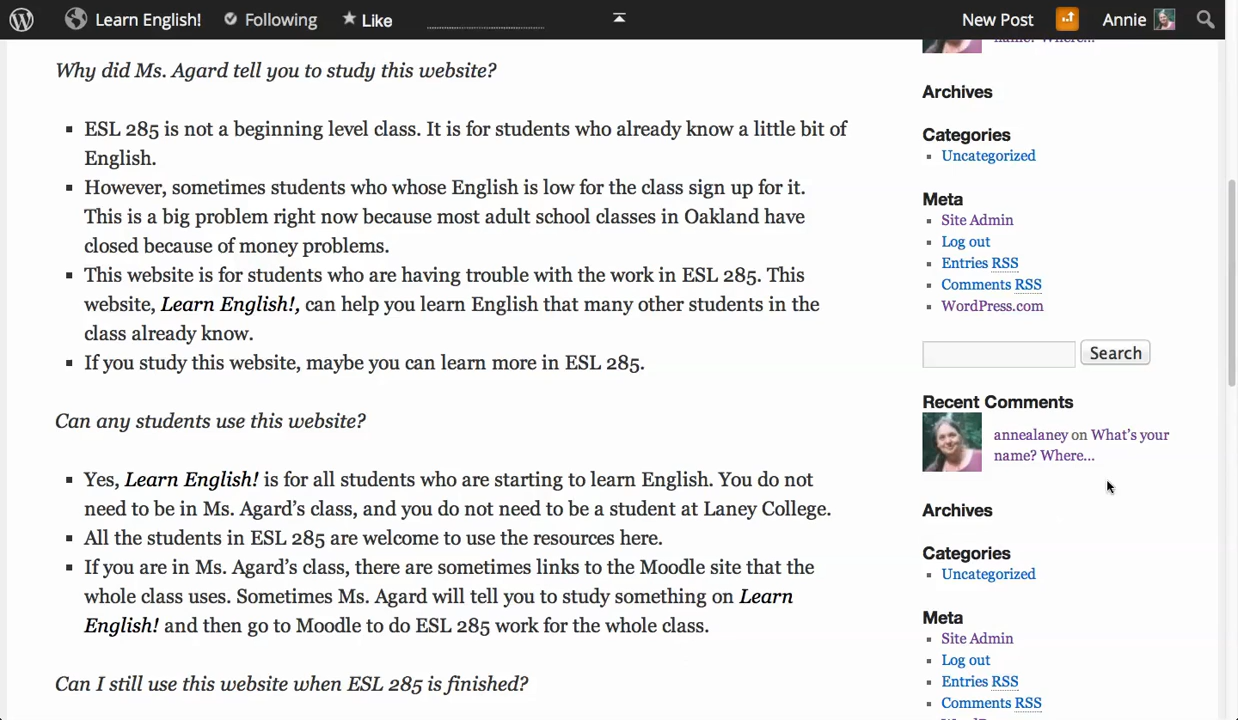 Learn English! Following Like New Post Annie
name? Where...
Why did Ms. Agard tell you to study this website?
ESL 285 is not a beginning level class. It is for students who already know a little bit of
English.
However, sometimes students who whose English is low for the class sign up for it.
This is a big problem right now because most adult school classes in Oakland have
closed because of money problems.
This website is for students who are having trouble with the work in ESL 285. This
website, Learn English!, can help you learn English that many other students in the
class already know.
If you study this website, maybe you can learn more in ESL 285.
Can any students use this website?
Yes, Learn English! is for all students who are starting to learn English. You do not
need to be in Ms. Agard’s class, and you do not need to be a student at Laney College.
All the students in ESL 285 are welcome to use the resources here.
If you are in Ms. Agard’s class, there are sometimes links to the Moodle site that the
whole class uses. Sometimes Ms. Agard will tell you to study something on Learn
English! and then go to Moodle to do ESL 285 work for the whole class.
Can I still use this website when ESL 285 is finished?
Archives
Categories
Uncategorized
Meta
Site Admin
Log out
Entries RSS
Comments RSS
WordPress.com
Search
Recent Comments
annealaney on What’s your
name? Where...
Archives
Categories
Uncategorized
Meta
Site Admin
Log out
Entries RSS
Comments RSS